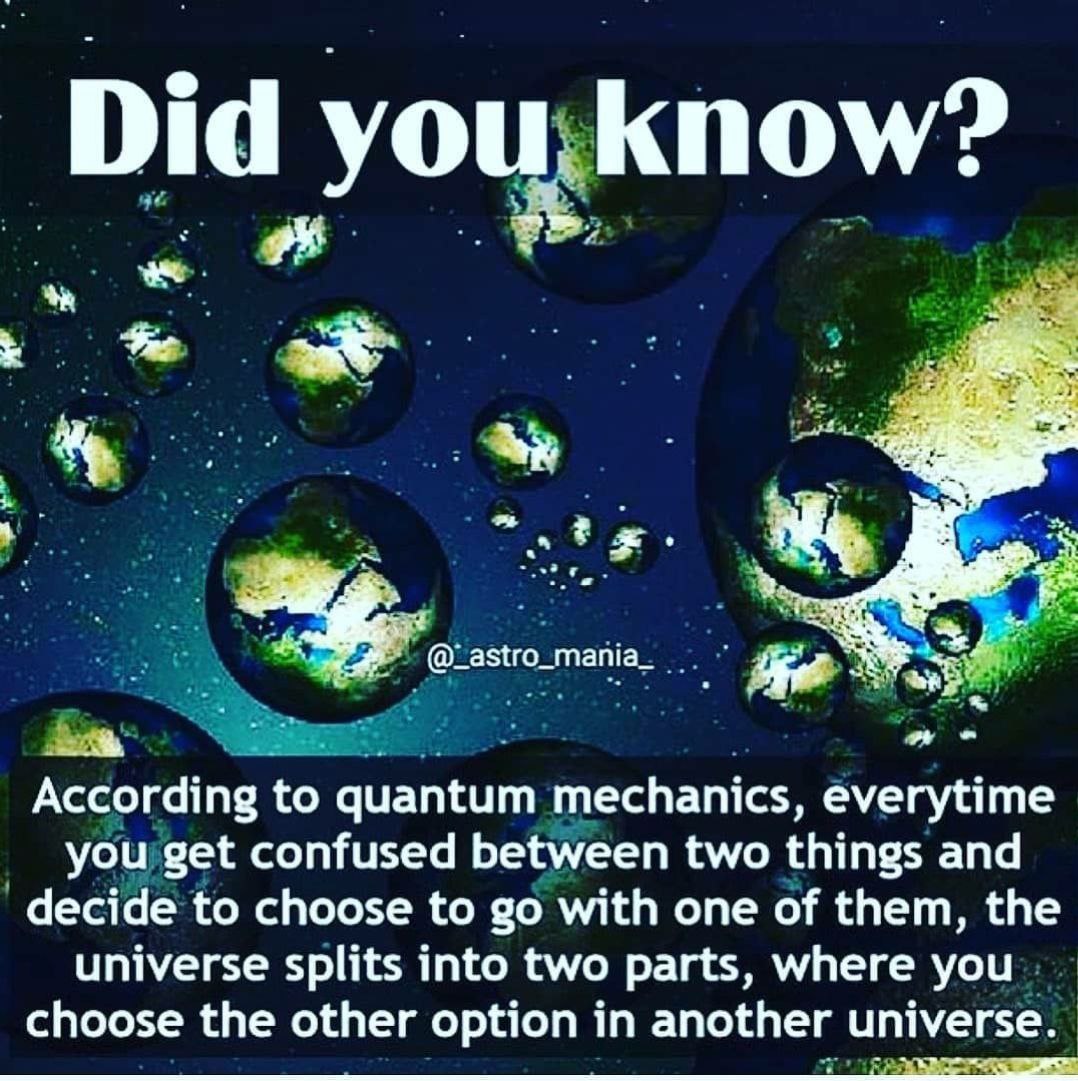 Did you know?
@_astro_mania_
According to quantum mechanics, everytime
you get confused between two things and
decide to choose to go with one of them, the
universe splits into two parts, where you
choose the other option in another universe.